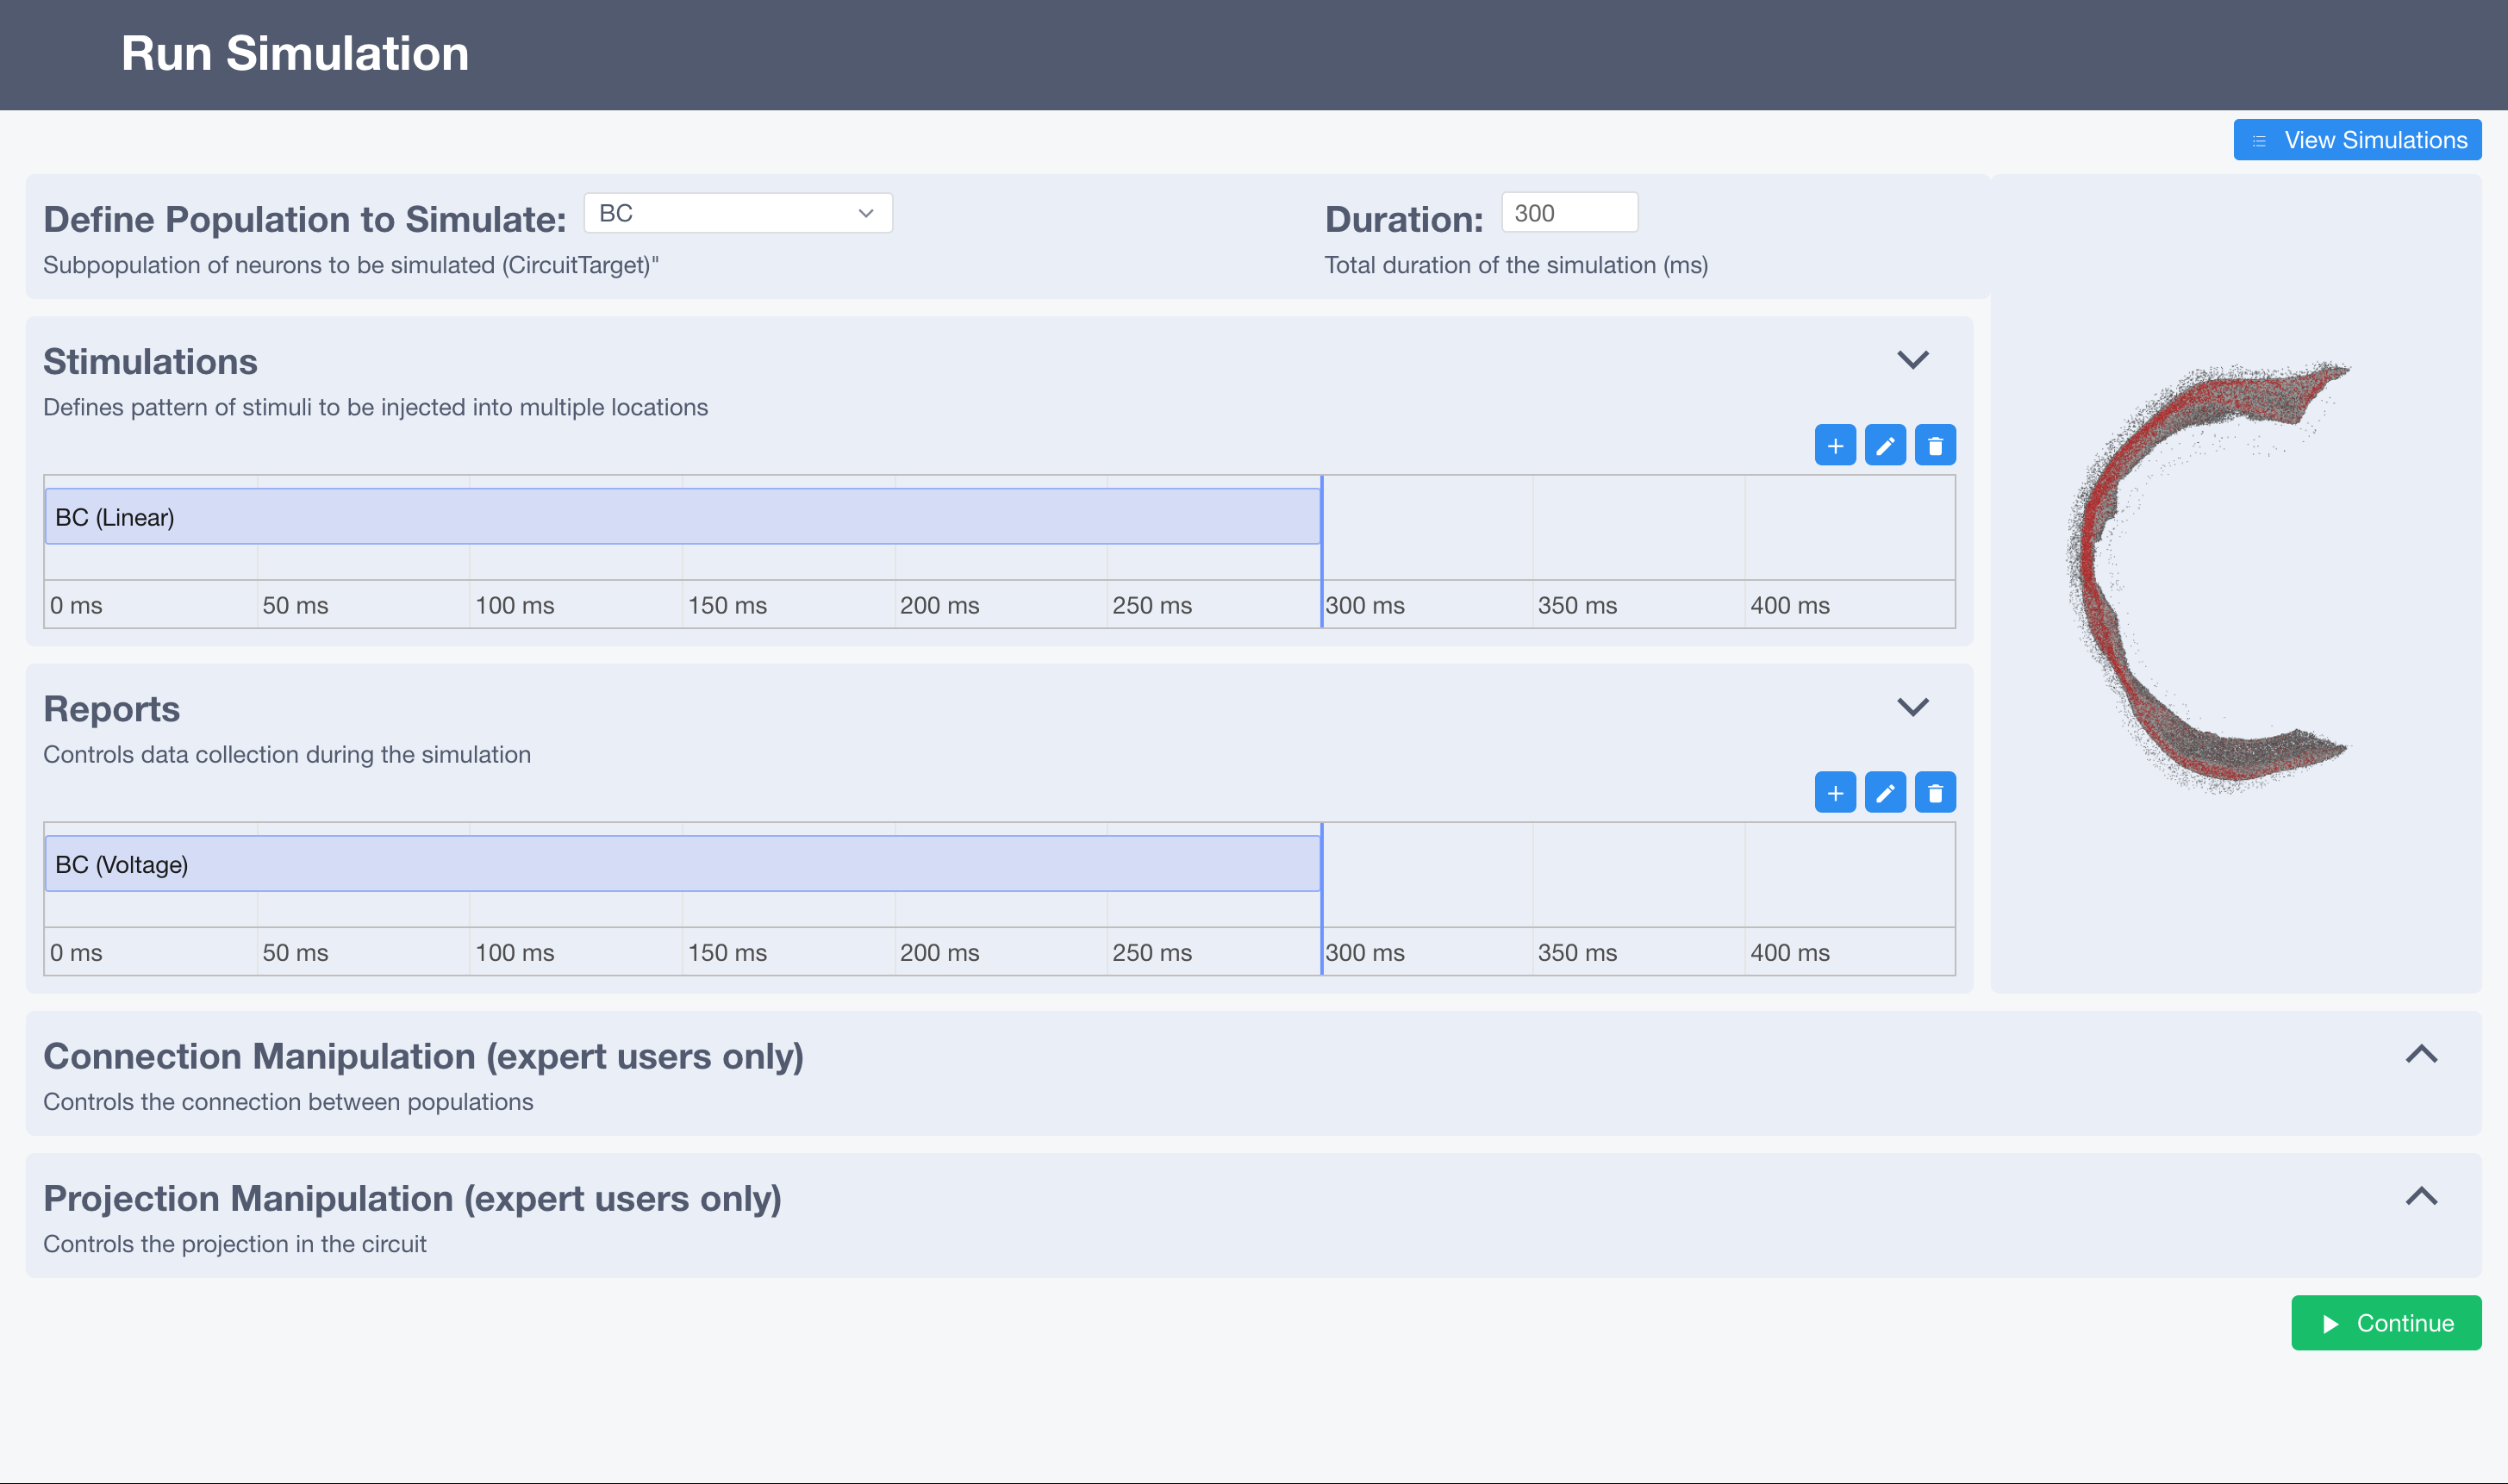 Run Simulation
View Simulations
Define Population to Simulate: BC
Duration: 300
Subpopulation of neurons to be simulated (CircuitTarget)"
Total duration of the simulation (ms)
Stimulations
Defines pattern of stimuli to be injected into multiple locations
BC (Linear)
0 ms 50 ms 100 ms 150 ms 200 ms 250 ms 300 ms 350 ms 400 ms
Reports
Controls data collection during the simulation
BC (Voltage)
0 ms 50 ms 100 ms 150 ms 200 ms 250 ms 300 ms 350 ms 400 ms
Connection Manipulation (expert users only)
Controls the connection between populations
Projection Manipulation (expert users only)
Controls the projection in the circuit
Continue